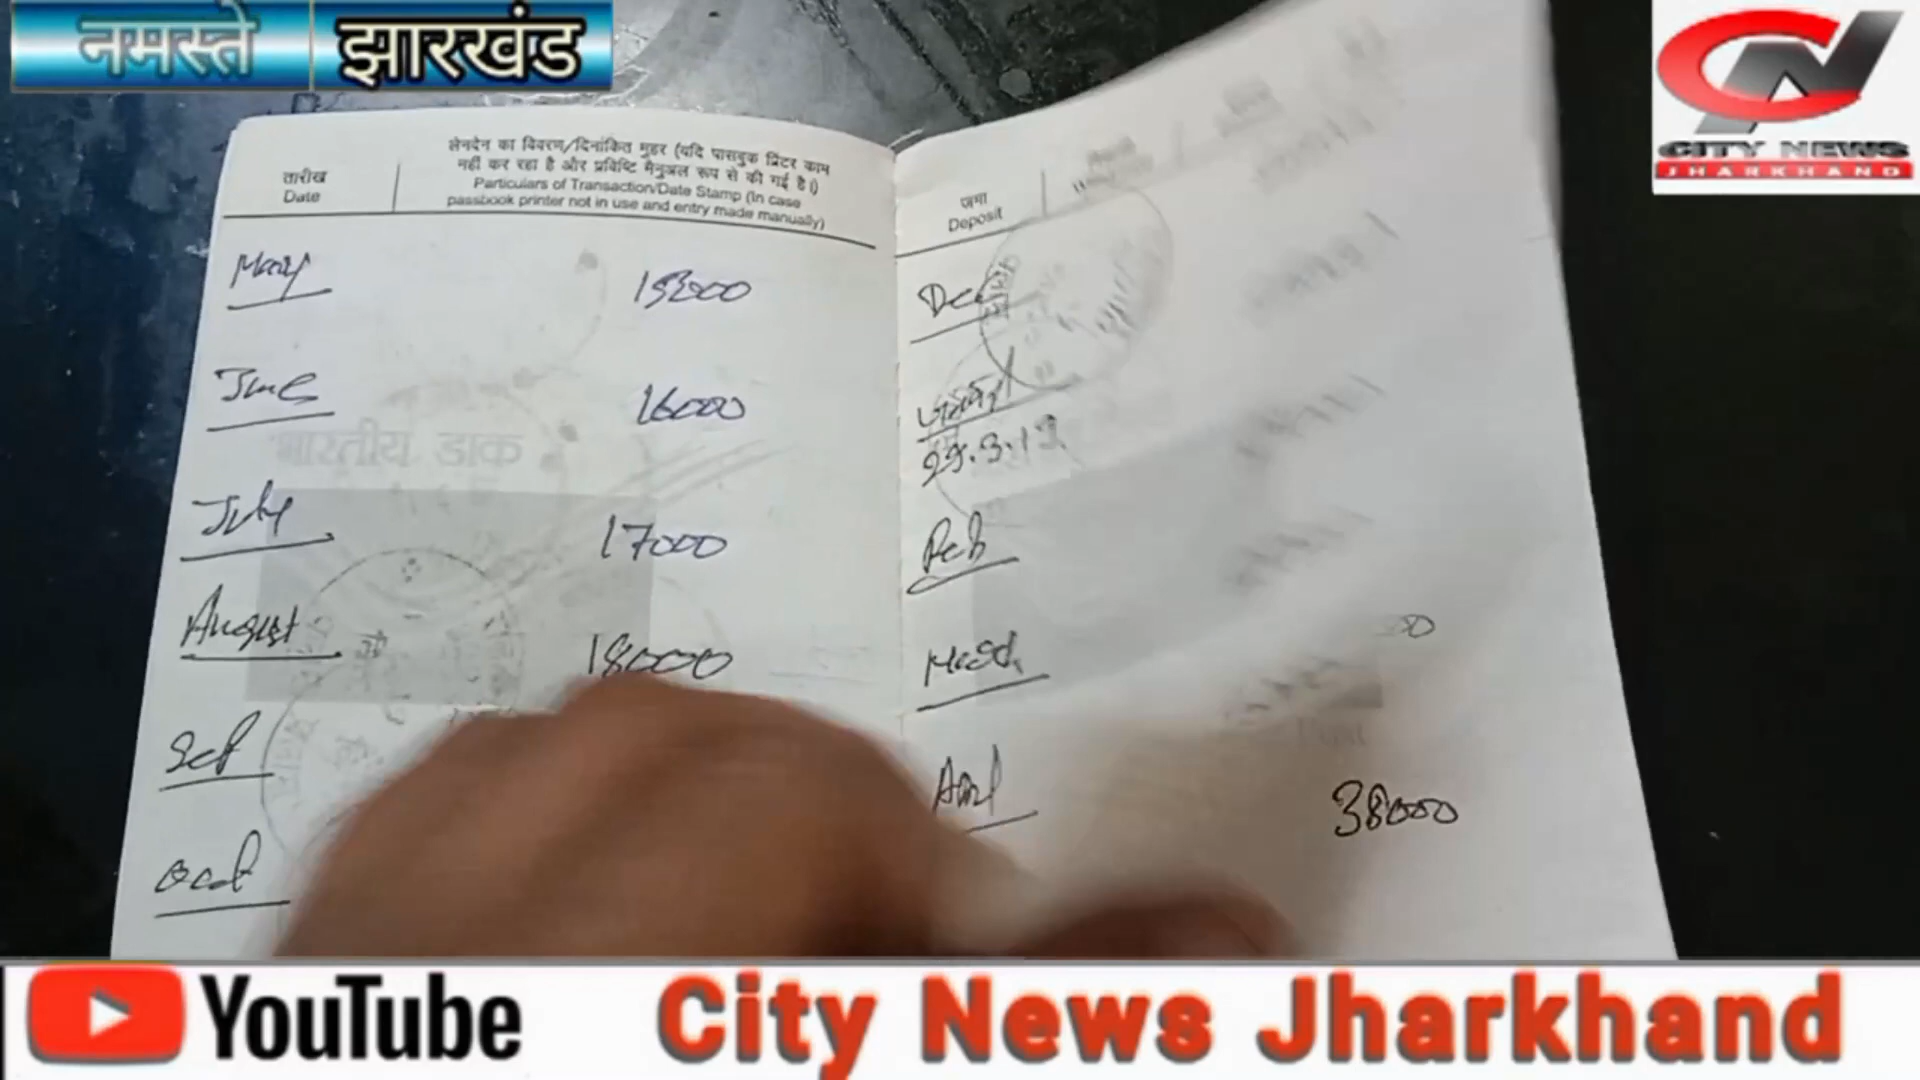 नमस्ते झारखंड
CITY NEWS
JHARKHAND
तारीख
Date
लेनदेन का विवरण/दिनांकित मुहर (यदि पासबुक प्रिंटर काम
नहीं कर रहा है और प्रविष्टि मैनुअल रूप से की गई है।)
Particulars of Transaction/Date Stamp (In case
passbook printer not in use and entry made manually)
May 15000
June 16000
July 17000
August 18000
Sept
Oct
भारतीय डाक
जमा
Deposit
Dec
Feb
March
April 38000
YouTube City News Jharkhand